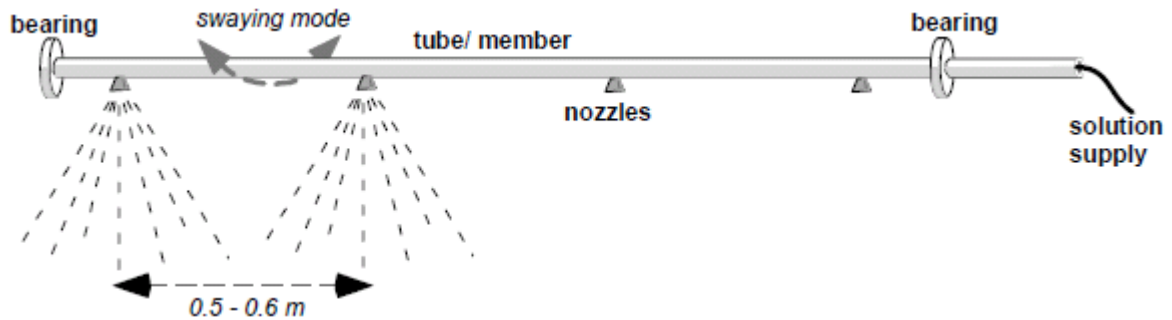 bearing
swaying mode
tube/ member
bearing
nozzles
solution
supply
0.5 - 0.6 m